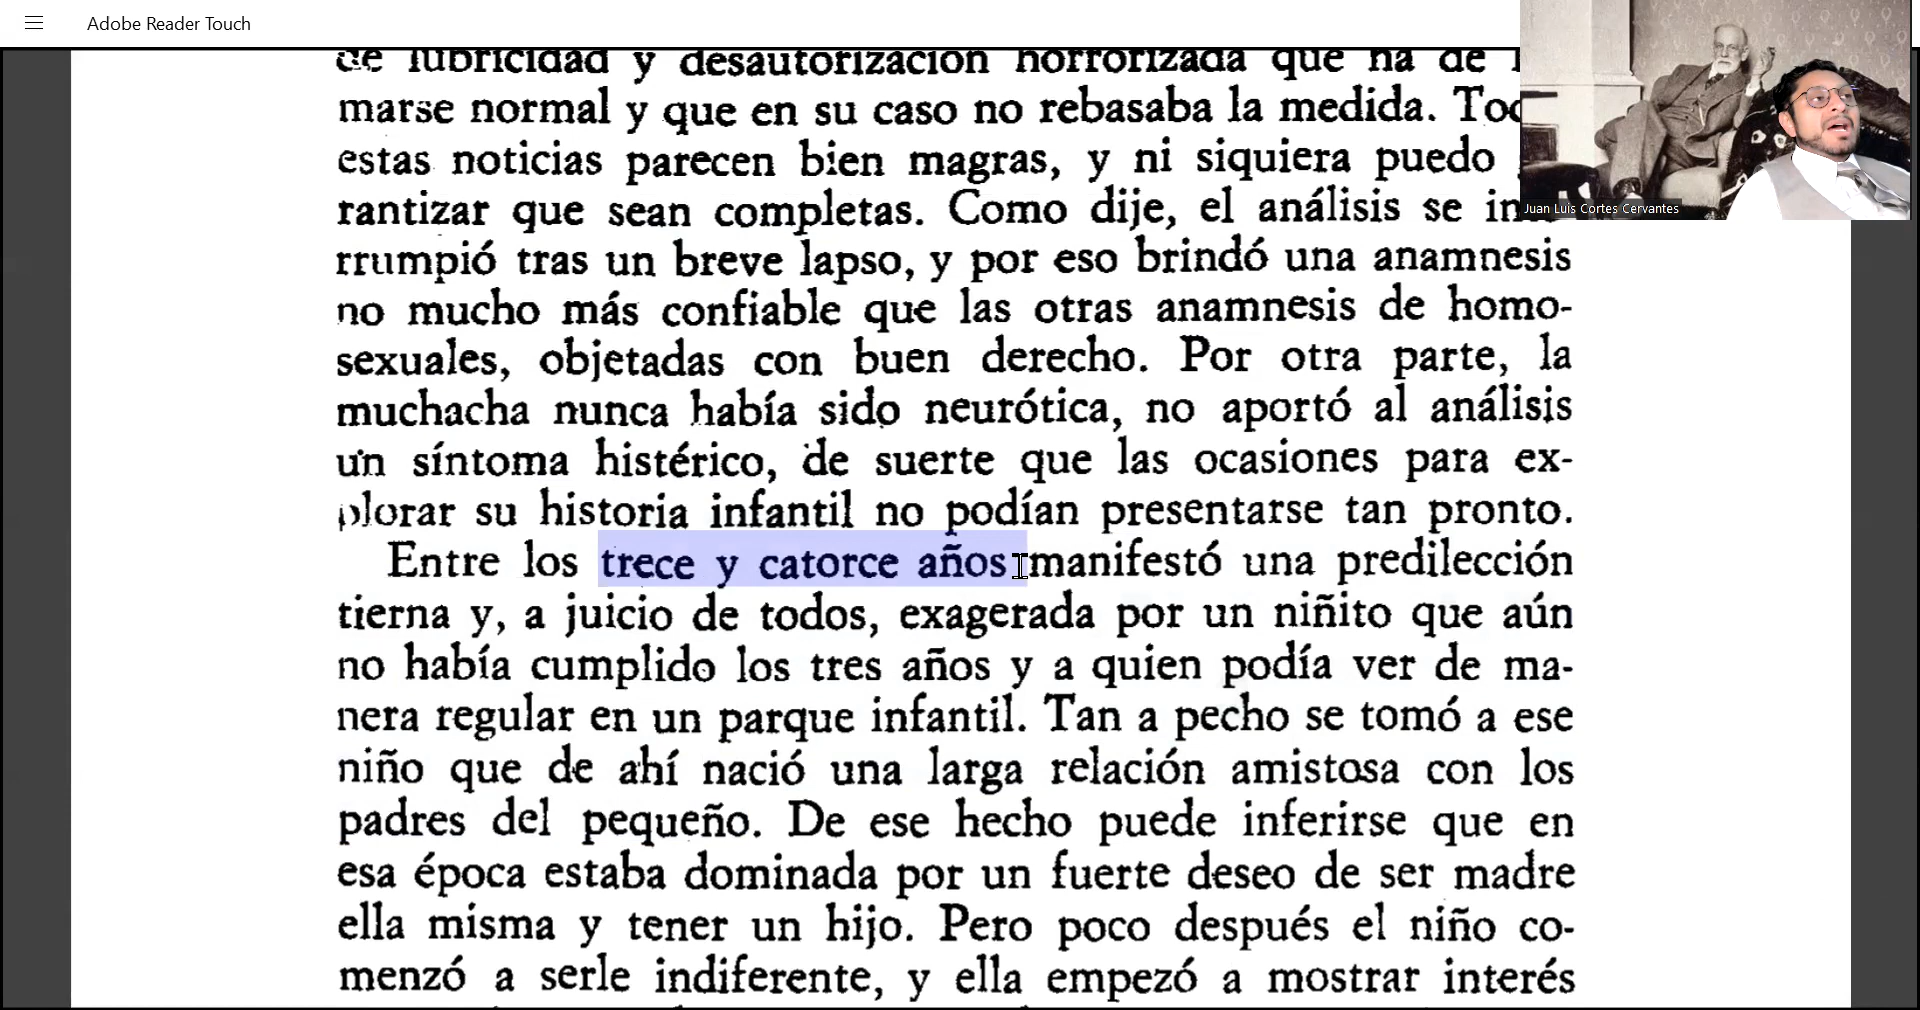 Adobe Reader Touch
de lubricidad y desautorización horrorizada que ha de
marse normal y que en su caso no rebasaba la medida. Tod
estas noticias parecen bien magras, y ni siquiera puedo
rantizar que sean completas. Como dije, el análisis se in
rrumpió tras un breve lapso, y por eso brindó una anamnesis
no mucho más confiable que las otras anamnesis de homo-
sexuales, objetadas con buen derecho. Por otra parte, la
muchacha nunca había sido neurótica, no aportó al análisis
un síntoma histérico, de suerte que las ocasiones para ex-
plorar su historia infantil no podían presentarse tan pronto.
Entre los trece y catorce años manifestó una predilección
tierna y, a juicio de todos, exagerada por un niñito que aún
no había cumplido los tres años y a quien podía ver de ma-
nera regular en un parque infantil. Tan a pecho se tomó a ese
niño que de ahí nació una larga relación amistosa con los
padres del pequeño. De ese hecho puede inferirse que en
esa época estaba dominada por un fuerte deseo de ser madre
ella misma y tener un hijo. Pero poco después el niño co-
menzó a serle indiferente, y ella empezó a mostrar interés
Juan Luis Cortes Cervantes